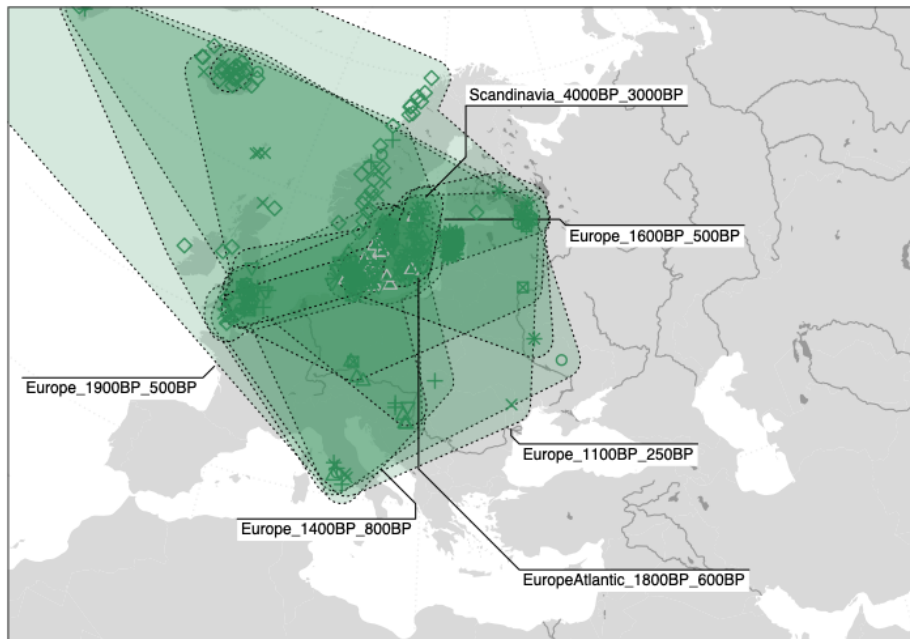 Scandinavia_4000BP_3000BP
Europe_1600BP_500BP
Europe_1900BP_500BP
Europe_1100BP_250BP
Europe_1400BP_800BP
EuropeAtlantic_1800BP_600BP